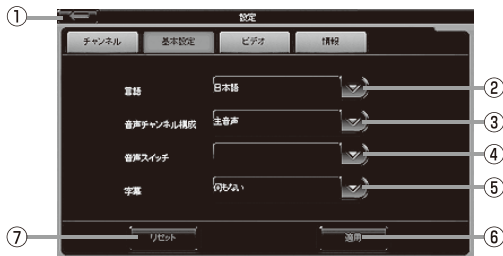 ① 設定
チャンネル 基本設定 ビデオ 情報
言語 日本語 ②
音声チャンネル構成 主音声 ③
音声スイッチ ④
字幕 何もない ⑤
⑦ リセット 適用 ⑥